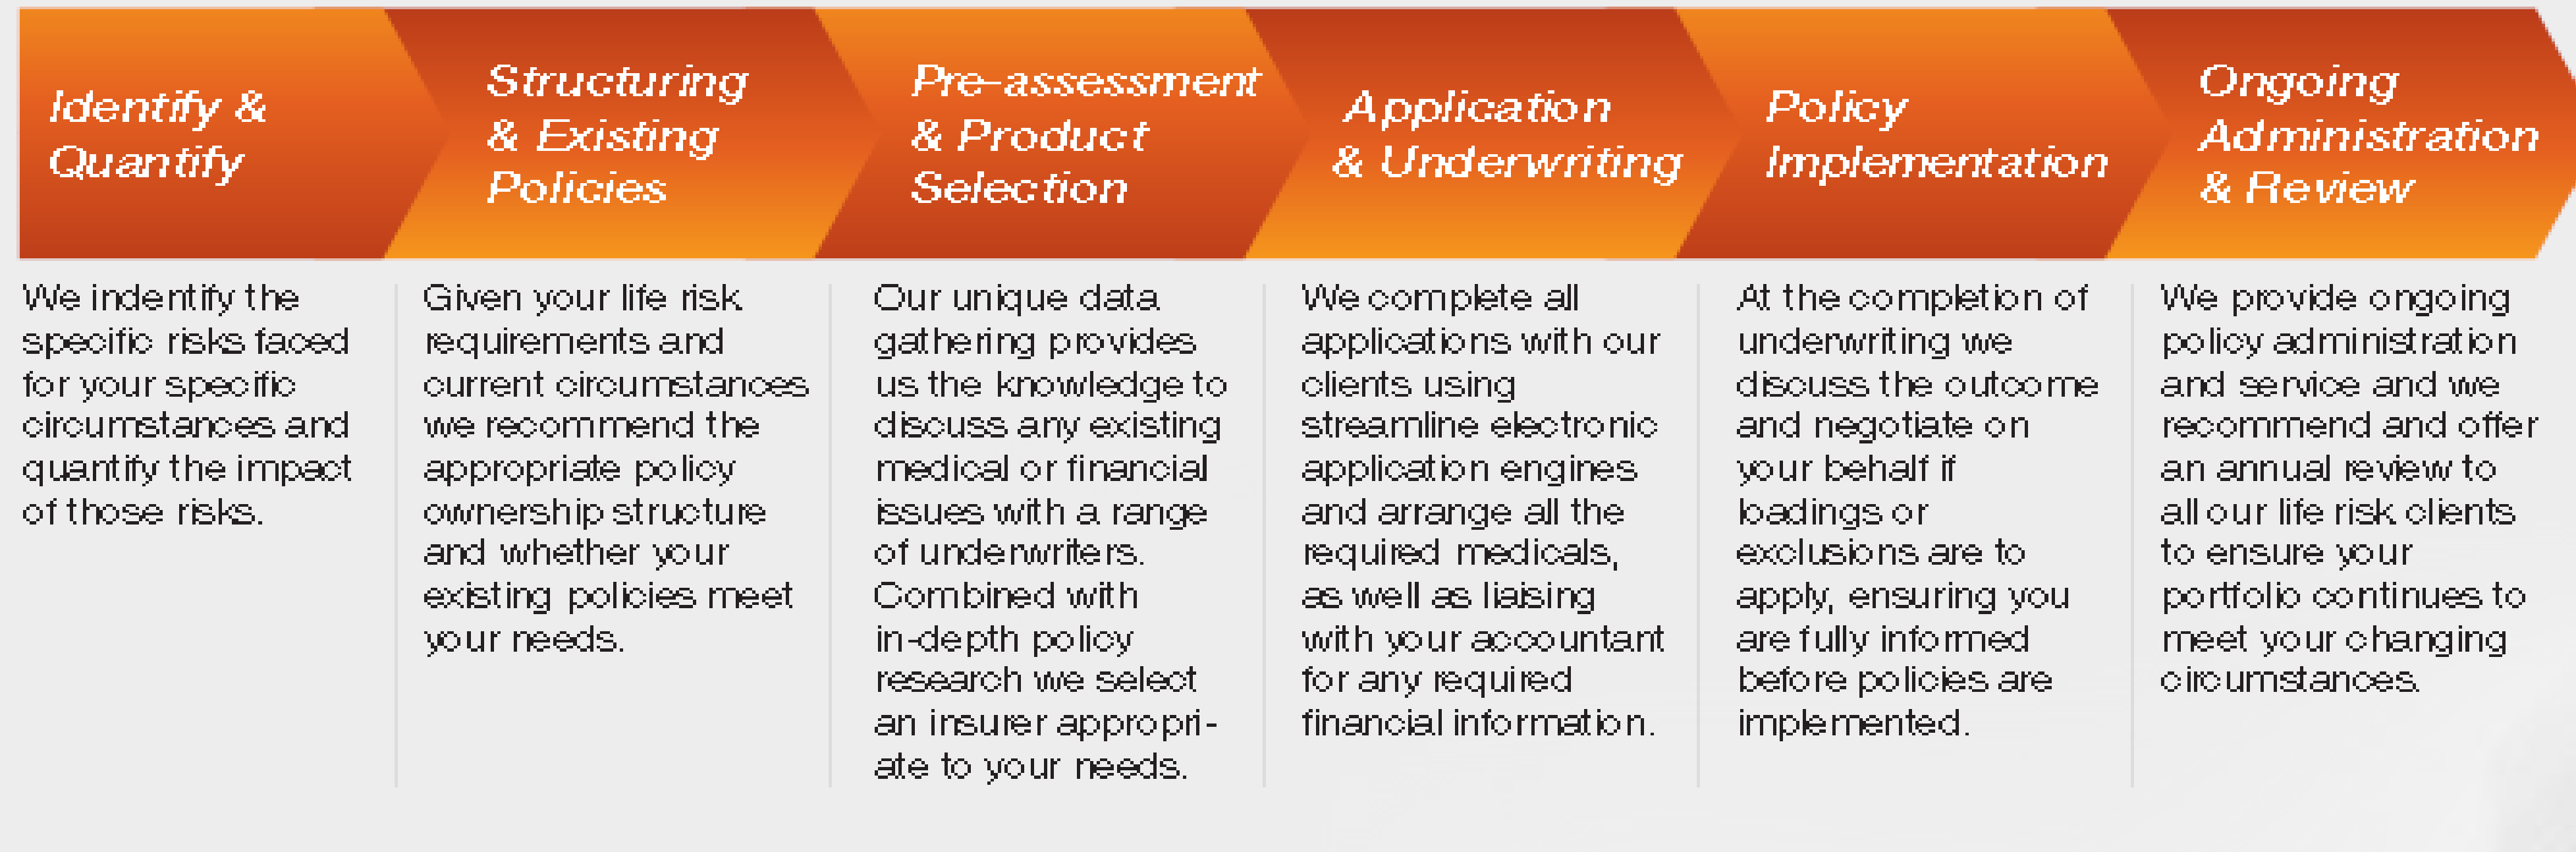 Identify &
Quantify
Structuring
& Existing
Policies
Pre-assessment
& Product
Selection
Application
& Underwriting
Policy
Implementation
Ongoing
Administration
& Review
We indentify the
specific risks faced
for your specific
circumstances and
quantify the impact
of those risks.
Given your life risk
requirements and
current circumstances
we recommend the
appropriate policy
ownership structure
and whether your
existing policies meet
your needs.
Our unique data
gathering provides
us the knowledge to
discuss any existing
medical or financial
issues with a range
of underwriters.
Combined with
in-depth policy
research we select
an insurer appropri-
ate to your needs.
We complete all
applications with our
clients using
streamline electronic
application engines
and arrange all the
required medicals,
as well as liaising
with your accountant
for any required
financial information.
At the completion of
underwriting we
discuss the outcome
and negotiate on
your behalf if
loadings or
exclusions are to
apply, ensuring you
are fully informed
before policies are
implemented.
We provide ongoing
policy administration
and service and we
recommend and offer
an annual review to
all our life risk clients
to ensure your
portfolio continues to
meet your changing
circumstances.